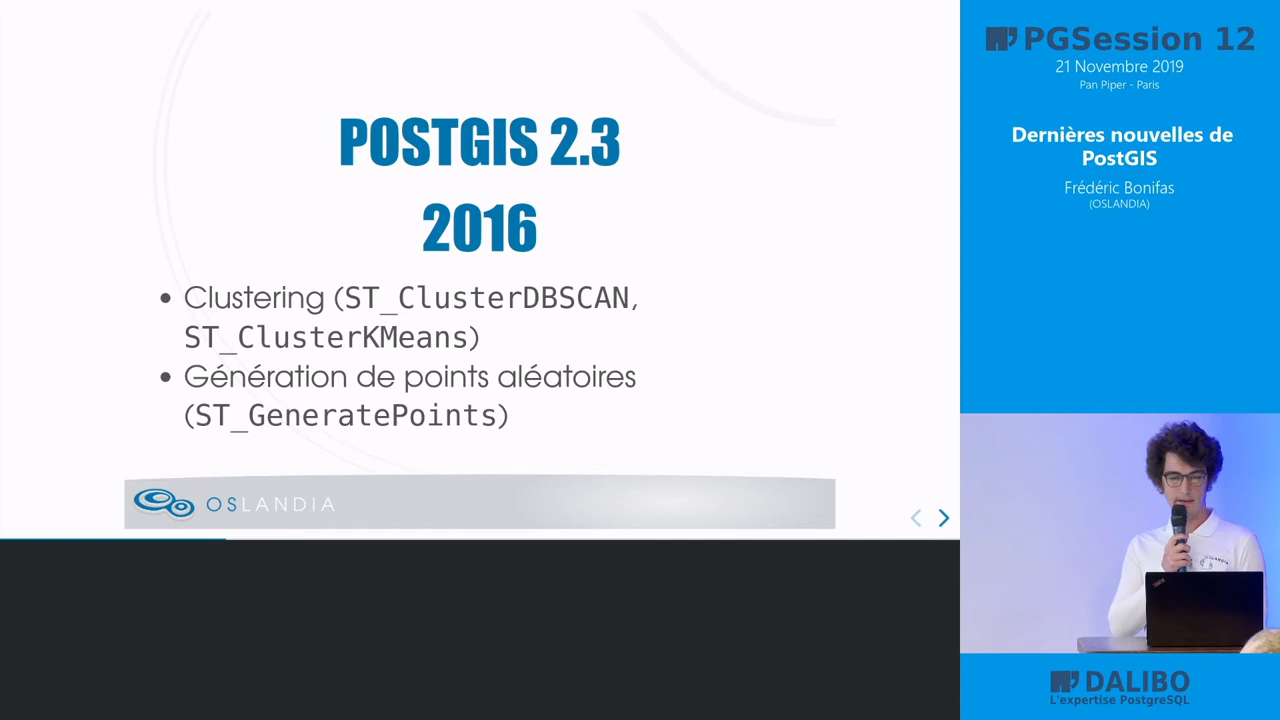 POSTGIS 2.3
2016
• Clustering (ST_ClusterDBSCAN,
ST_ClusterKMeans)
• Génération de points aléatoires
(ST_GeneratePoints)
OSLANDIA
PGSession 12
21 Novembre 2019
Pan Piper - Paris
Dernières nouvelles de
PostGIS
Frédéric Bonifas
(OSLANDIA)
DALIBO
L'expertise PostgreSQL